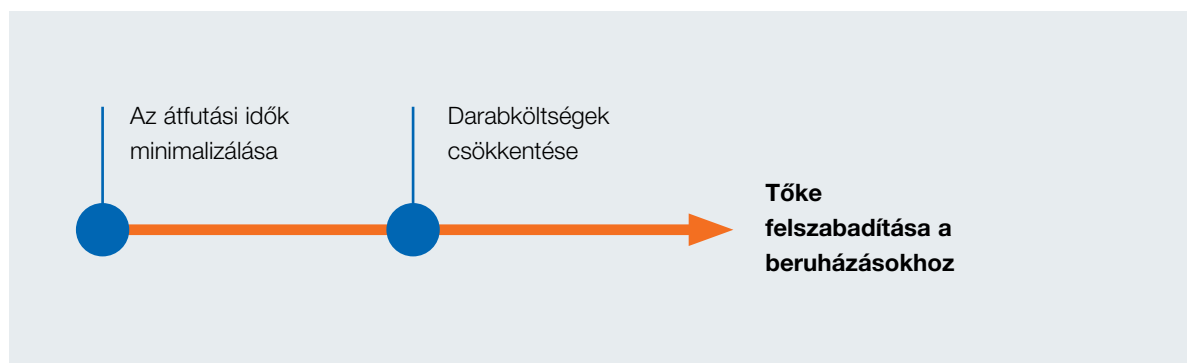 Az átfutási idők
minimalizálása
Darabköltségek
csökkentése
Tőke
felszabadítása a
beruházásokhoz